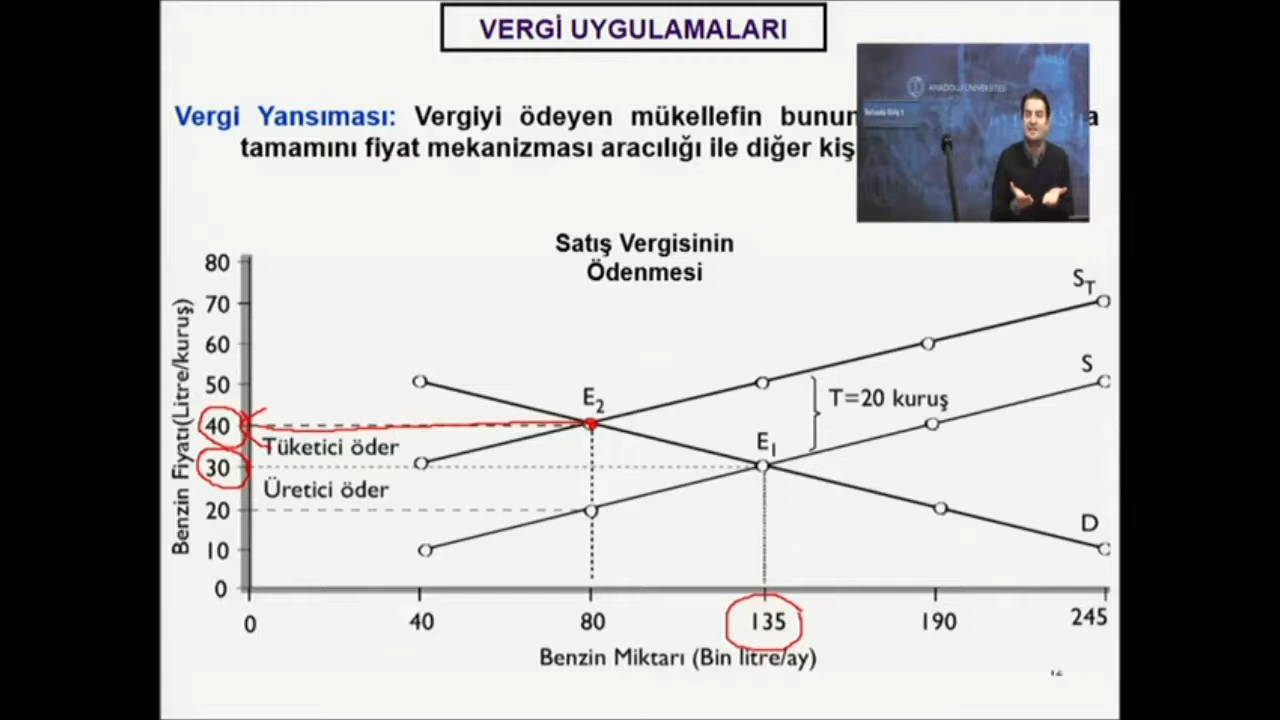 VERGİ UYGULAMALARI
Vergi Yansıması: Vergiyi ödeyen mükellefin bunun
tamamını fiyat mekanizması aracılığı ile diğer kiş
ANADOLU ÜNİVERSİTESİ
Satış Vergisinin
Ödenmesi
Benzin Fiyatı(Litre/kuruş)
80
70
60
50
40
30
20
10
0
S_T
S
T=20 kuruş
E2
E1
Tüketici öder
Üretici öder
D
0 40 80 135 190 245
Benzin Miktarı (Bin litre/ay)